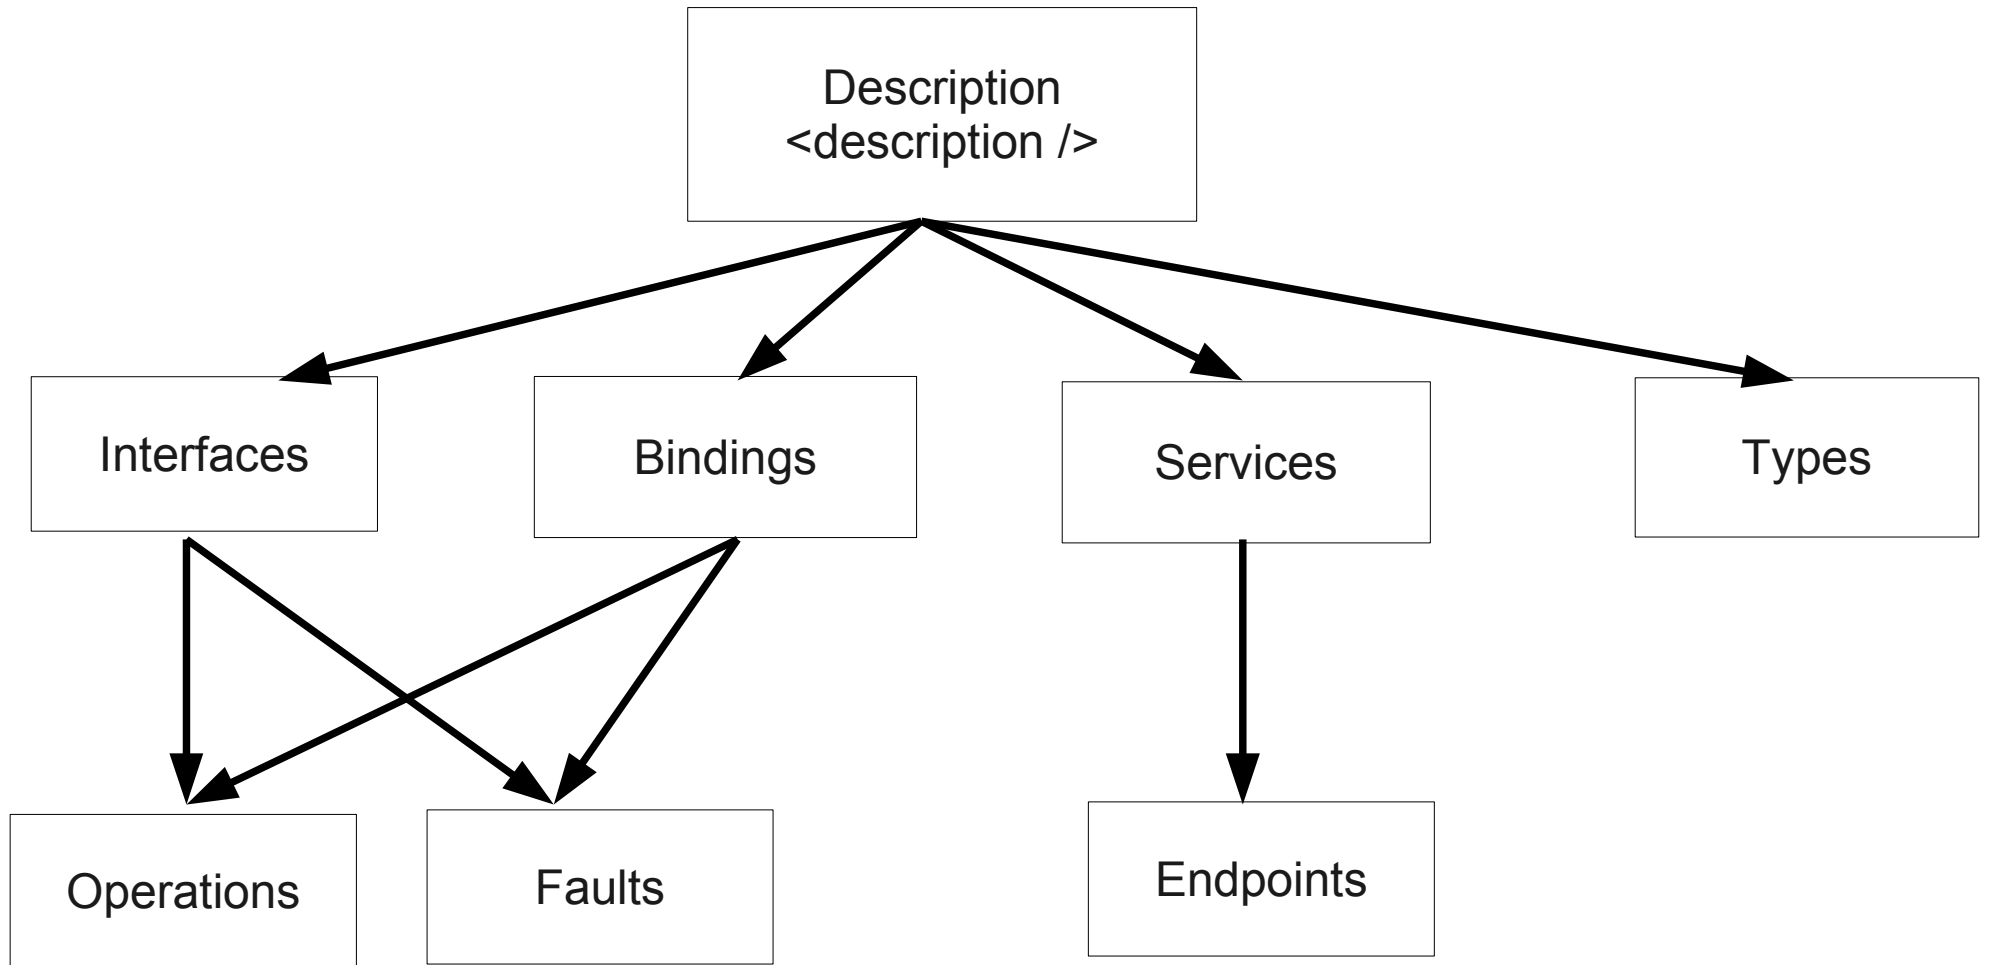 Description
<description />
Interfaces
Bindings
Services
Types
Operations
Faults
Endpoints